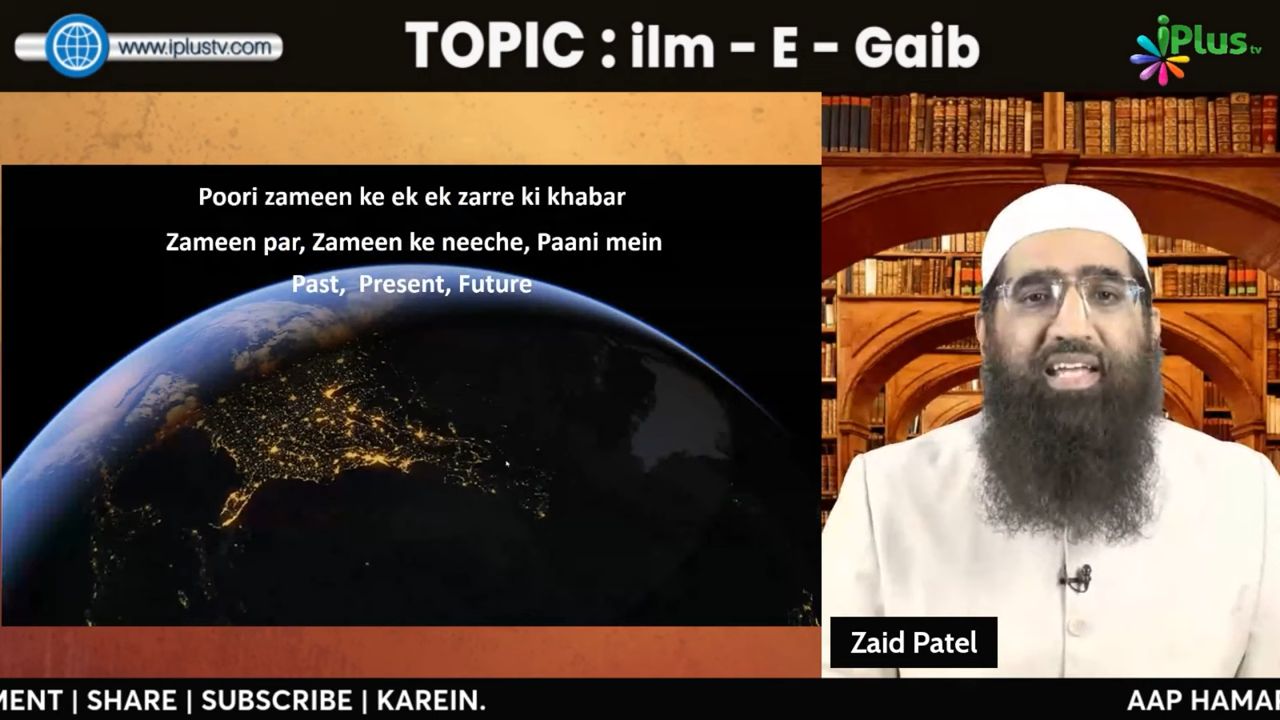 www.iplustv.com
TOPIC : ilm - E - Gaib
iPlus tv
Poori zameen ke ek ek zarre ki khabar
Zameen par, Zameen ke neeche, Paani mein
Past, Present, Future
Zaid Patel
MENT | SHARE | SUBSCRIBE | KAREIN.
AAP HAMAR